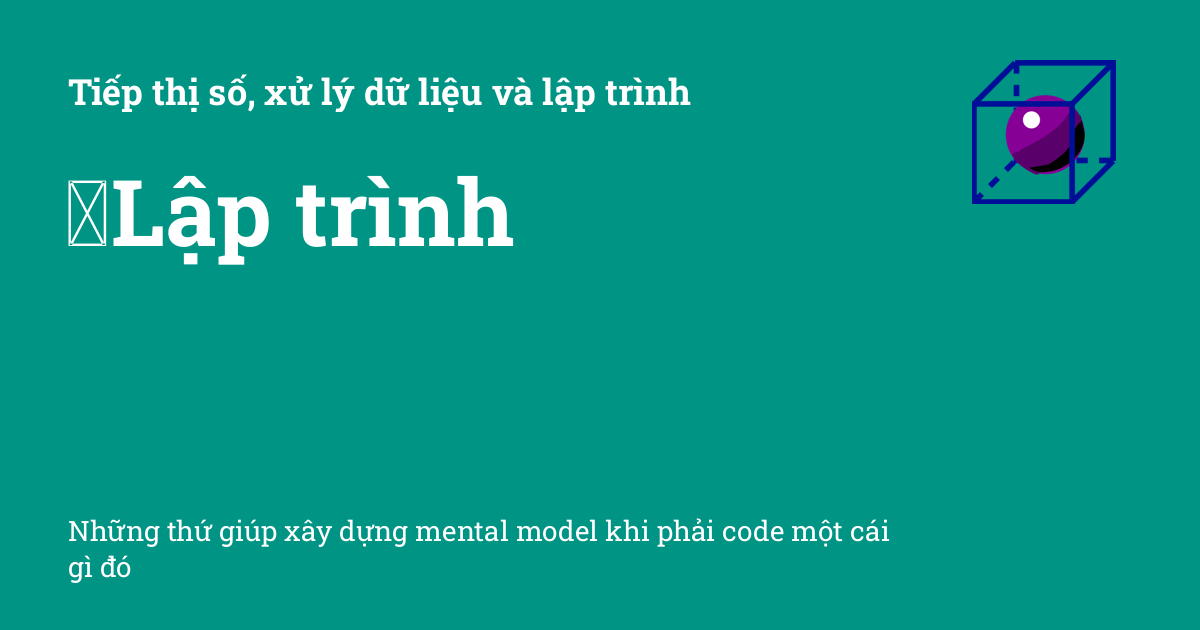 Tiếp thị số, xử lý dữ liệu và lập trình
Lập trình
Những thứ giúp xây dựng mental model khi phải code một cái
gì đó